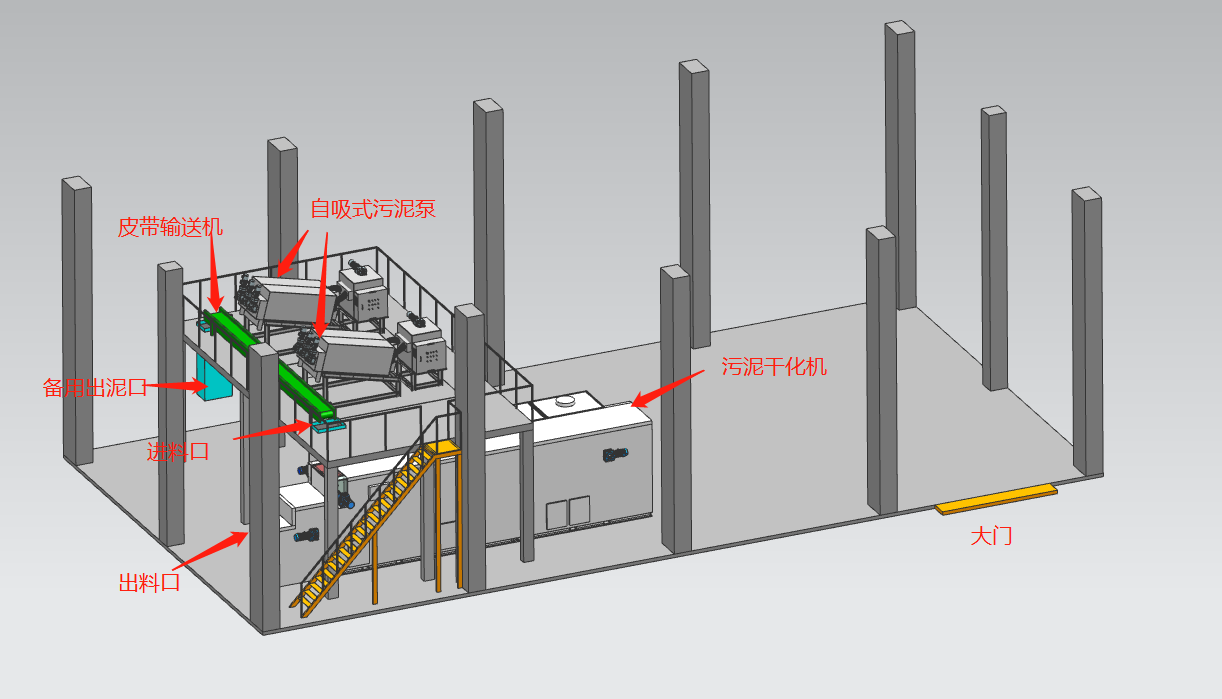 自吸式污泥泵
皮带输送机
污泥干化机
备用出泥口
进料口
大门
出料口